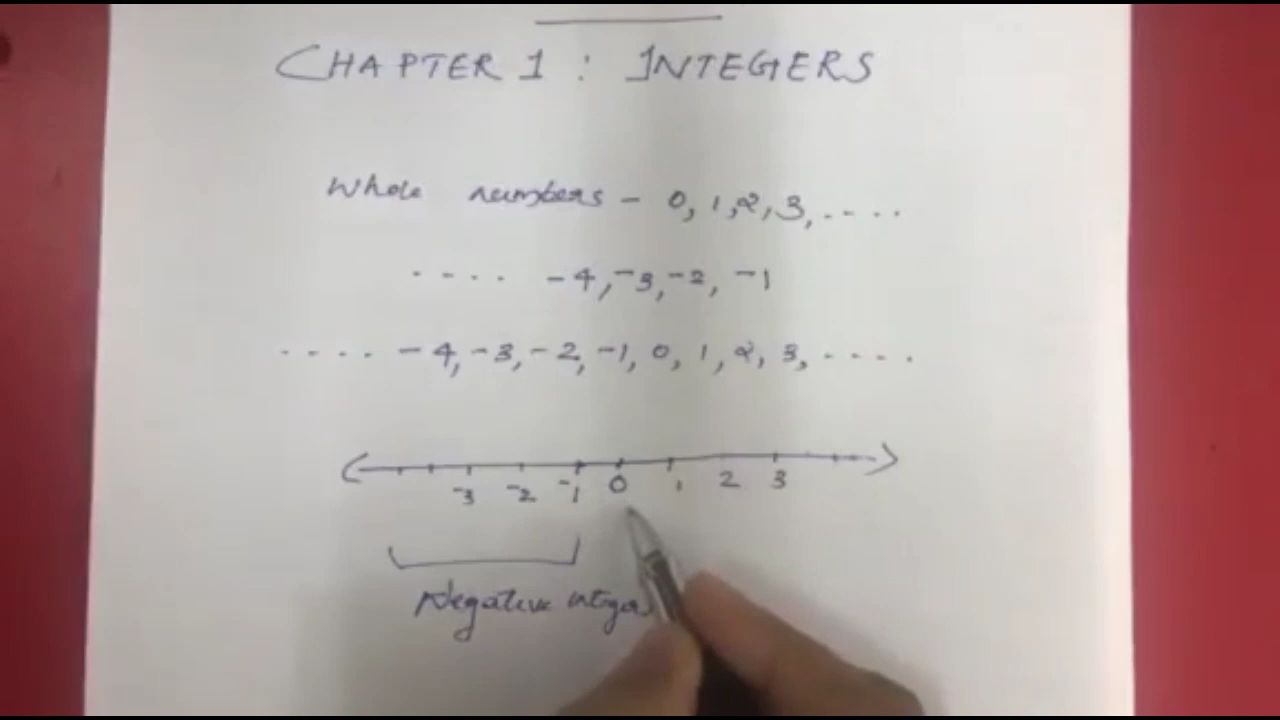 CHAPTER 1 : INTEGERS
Whole numbers - 0, 1, 2, 3, ....
.... -4, -3, -2, -1
.... -4, -3, -2, -1, 0, 1, 2, 3, ....
-3 -2 -1 0 1 2 3
Negative